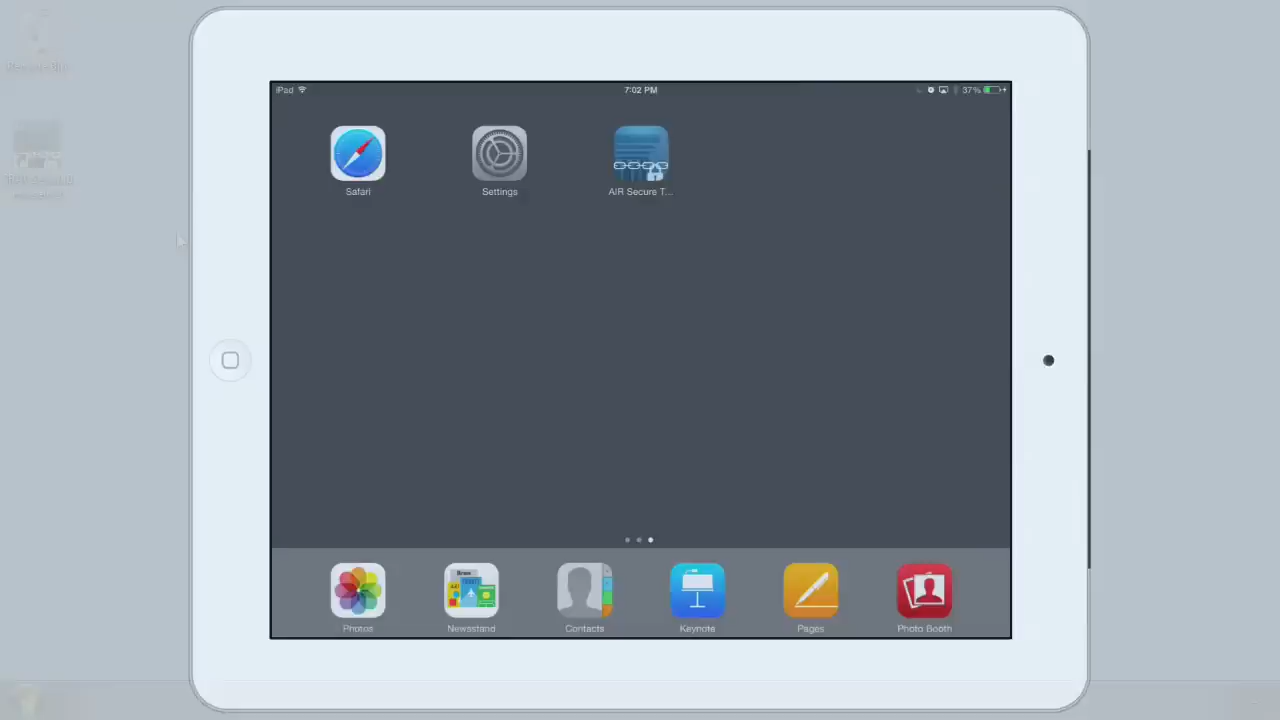 iPad 7:02 PM 37%
Safari Settings AIR Secure T...
Photos Newsstand Contacts Keynote Pages Photo Booth